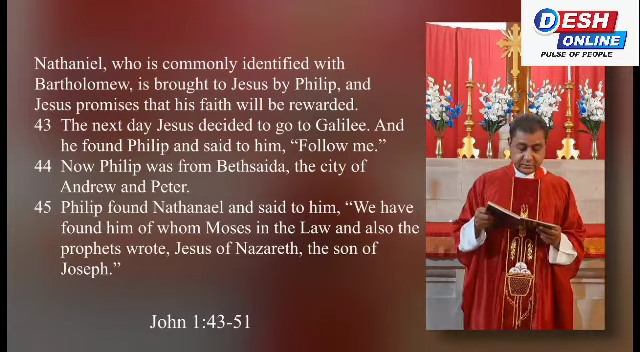 DESH
ONLINE
PULSE OF PEOPLE
Nathaniel, who is commonly identified with
Bartholomew, is brought to Jesus by Philip, and
Jesus promises that his faith will be rewarded.
43 The next day Jesus decided to go to Galilee. And
he found Philip and said to him, “Follow me.”
44 Now Philip was from Bethsaida, the city of
Andrew and Peter.
45 Philip found Nathanael and said to him, “We have
found him of whom Moses in the Law and also the
prophets wrote, Jesus of Nazareth, the son of
Joseph.”
John 1:43-51